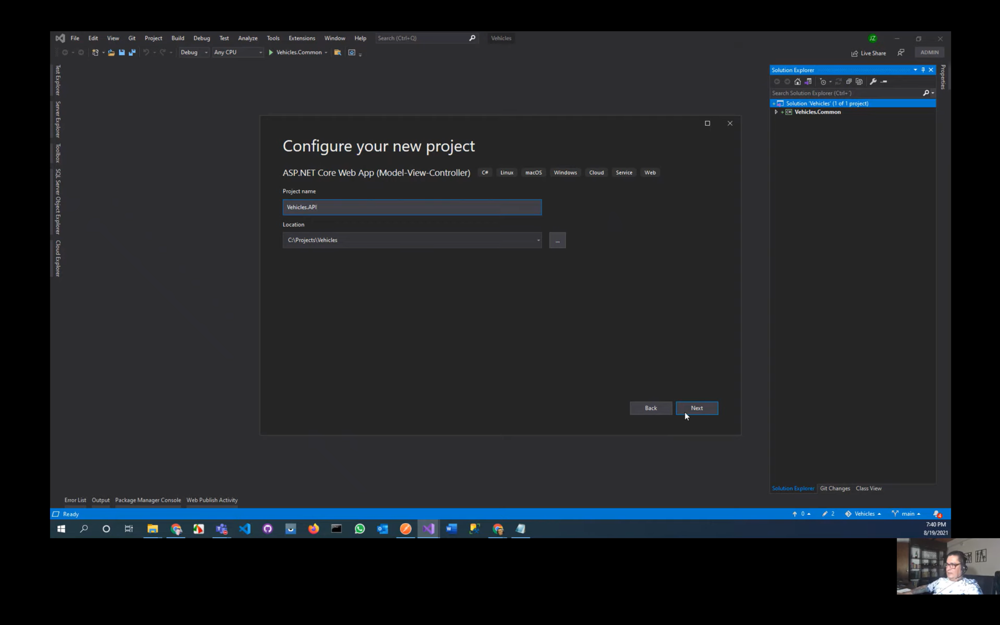 File Edit View Git Project Build Debug Test Analyze Tools Extensions Window Help Search (Ctrl+Q) Vehicles JZ
Debug Any CPU Vehicles.Common Live Share ADMIN
Test Explorer
Server Explorer
Toolbox
SQL Server Object Explorer
Cloud Explorer
Configure your new project
ASP.NET Core Web App (Model-View-Controller) C# Linux macOS Windows Cloud Service Web
Project name
Vehicles.API
Location
C:\Projects\Vehicles
...
Back Next
Solution Explorer
Search Solution Explorer (Ctrl+´)
Solution 'Vehicles' (1 of 1 project)
C# Vehicles.Common
Properties
Solution Explorer Git Changes Class View
Error List Output Package Manager Console Web Publish Activity
Ready 0 2 Vehicles main 4
7:40 PM
8/19/2021